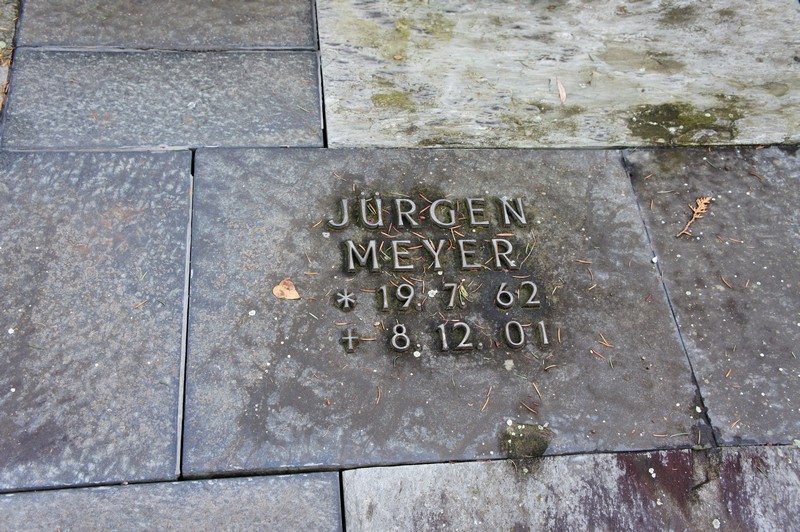 JÜRGEN
MEYER
* 19. 7. 62
+ 8. 12. 01